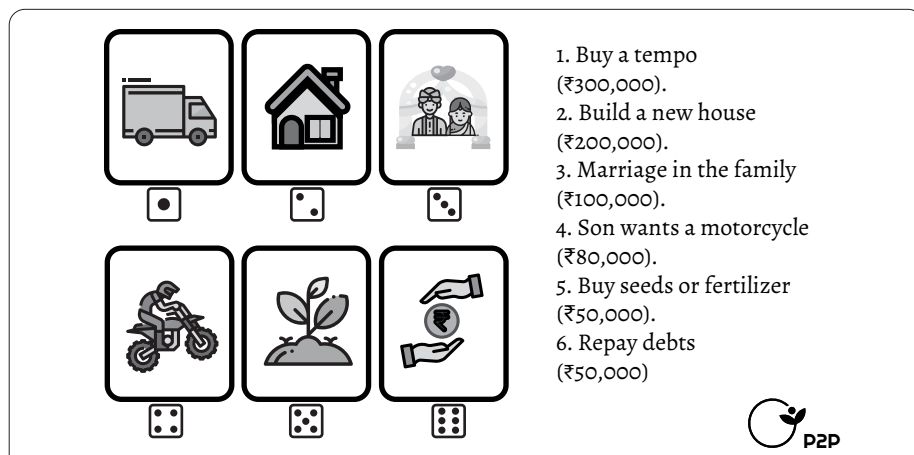 1. Buy a tempo
(₹300,000).
2. Build a new house
(₹200,000).
3. Marriage in the family
(₹100,000).
4. Son wants a motorcycle
(₹80,000).
5. Buy seeds or fertilizer
(₹50,000).
6. Repay debts
(₹50,000)
₹
P2P